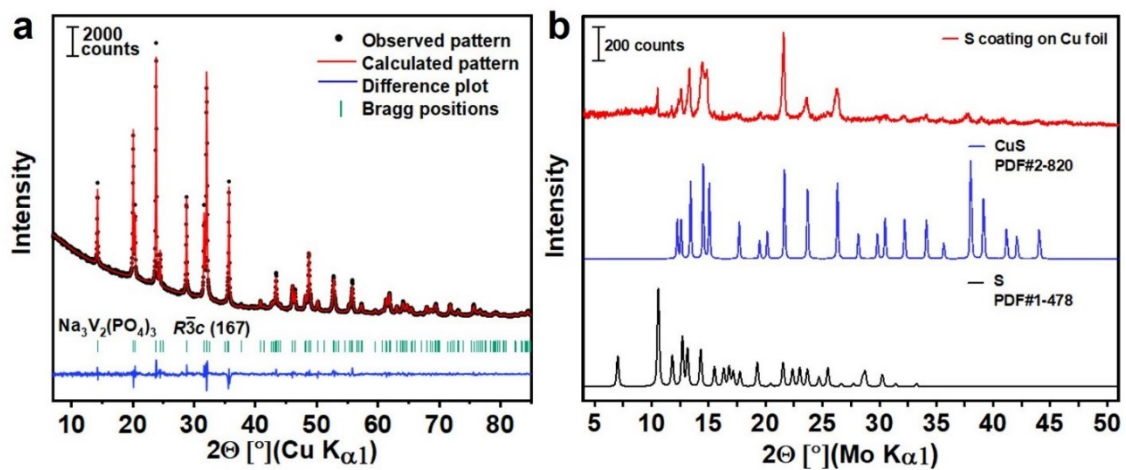 a
2000
counts
Observed pattern
Calculated pattern
Difference plot
Bragg positions
Intensity
Na₃V₂(PO₄)₃ R3̅c (167)
10 20 30 40 50 60 70 80
2Θ [°](Cu Kα1)
b
200 counts
S coating on Cu foil
CuS
PDF#2-820
S
PDF#1-478
Intensity
5 10 15 20 25 30 35 40 45 50
2Θ [°](Mo Kα1)